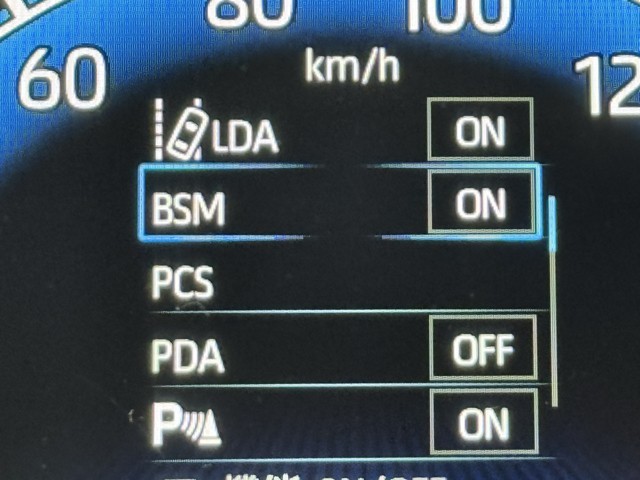 80 100
60 km/h 12
LDA ON
BSM ON
PCS
PDA OFF
P ON